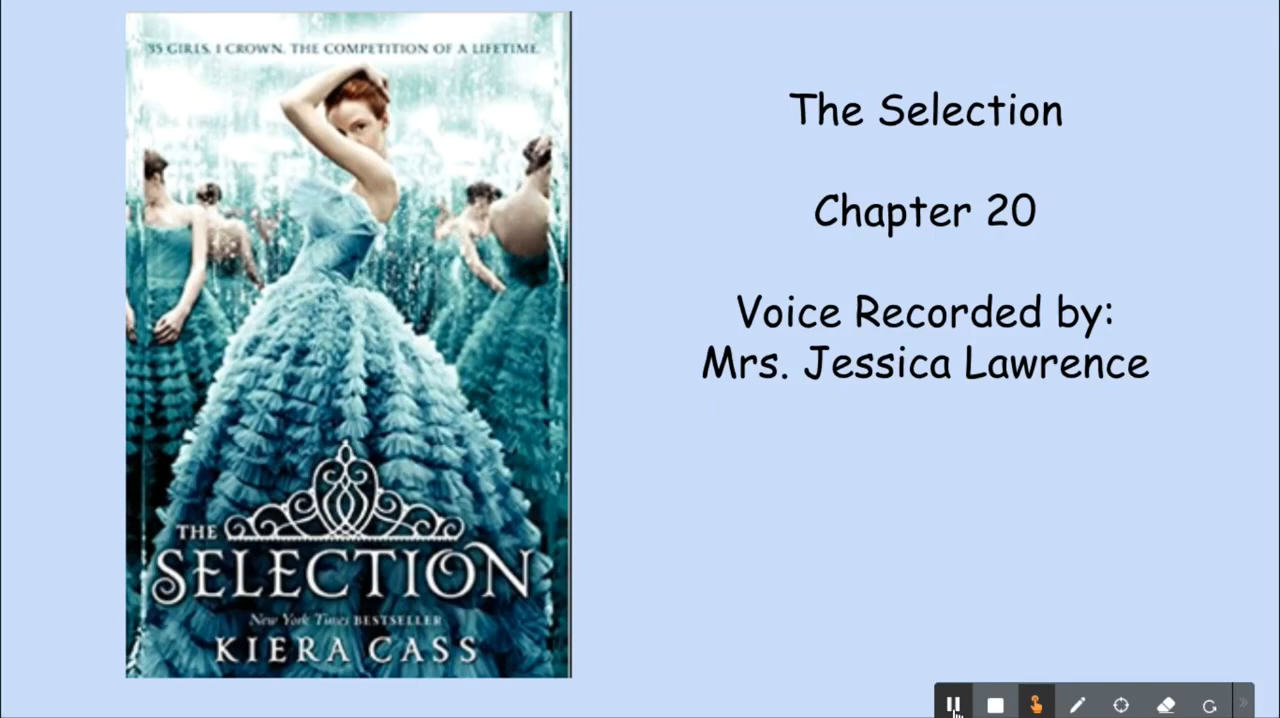 35 GIRLS. 1 CROWN. THE COMPETITION OF A LIFETIME.
THE
SELECTION
New York Times BESTSELLER
KIERA CASS
The Selection
Chapter 20
Voice Recorded by:
Mrs. Jessica Lawrence